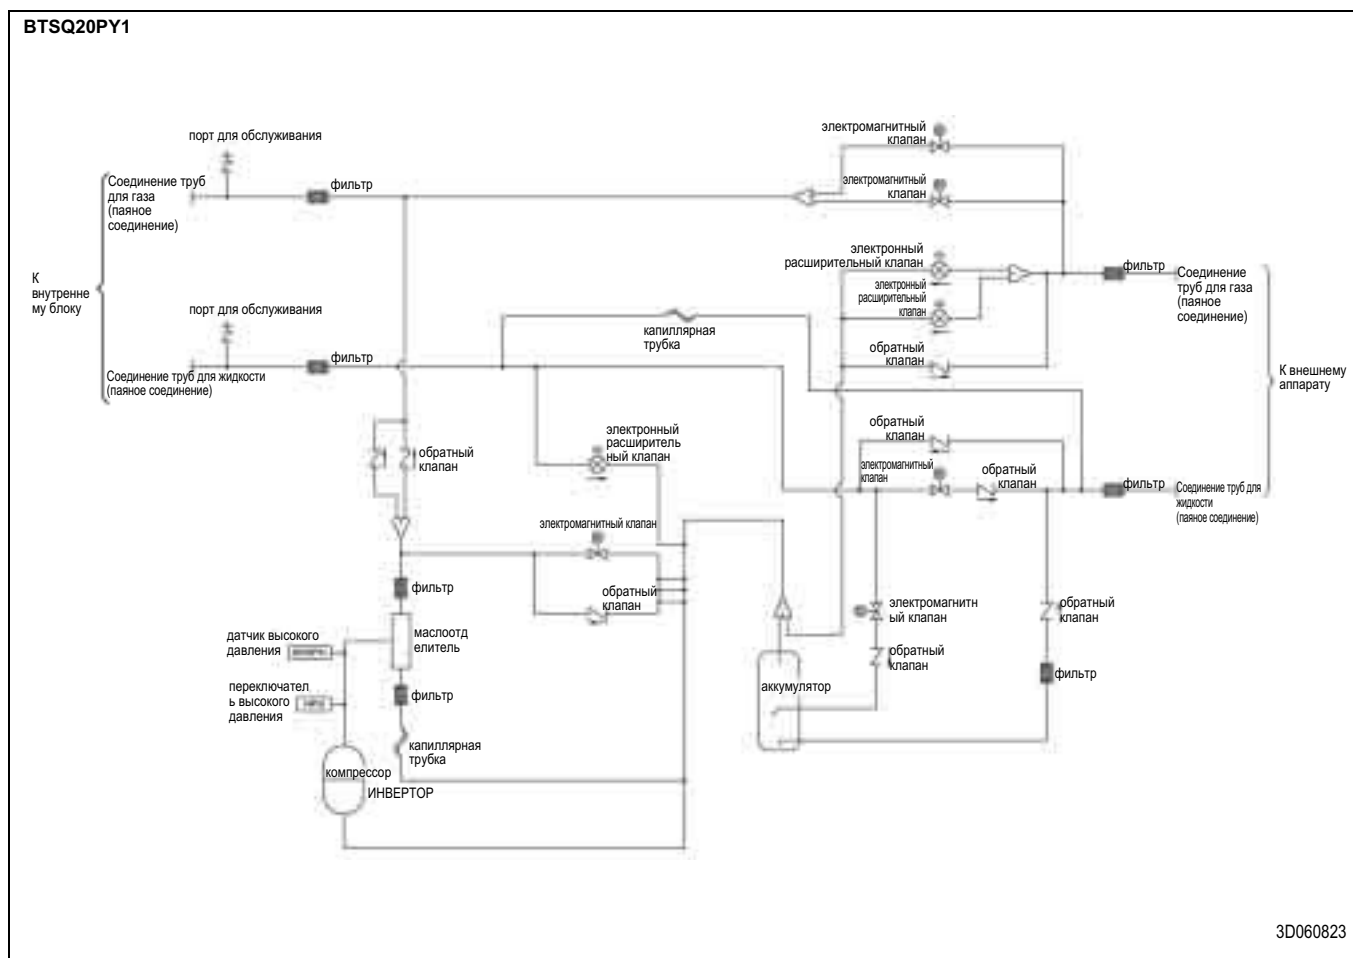 BTSQ20PY1
порт для обслуживания
Соединение труб
для газа
(паяное
соединение)
фильтр
К
внутренне
му блоку
порт для обслуживания
фильтр
Соединение труб для жидкости
(паяное соединение)
обратный
клапан
капиллярная
трубка
электронный
расширитель
ный клапан
электромагнитный клапан
обратный
клапан
фильтр
маслоотд
елитель
датчик высокого
давления
переключател
ь высокого
давления
фильтр
капиллярная
трубка
компрессор
ИНВЕРТОР
электромагнитный
клапан
электромагнитный
клапан
электронный
расширительный клапан
электронный
расширительный
клапан
обратный
клапан
фильтр
Соединение
труб для газа
(паяное
соединение)
К внешнему
аппарату
обратный
клапан
электромагнитный
клапан
обратный
клапан
фильтр
Соединение труб для
жидкости
(паяное соединение)
электромагнитн
ый клапан
обратный
клапан
обратный
клапан
фильтр
аккумулятор
3D060823